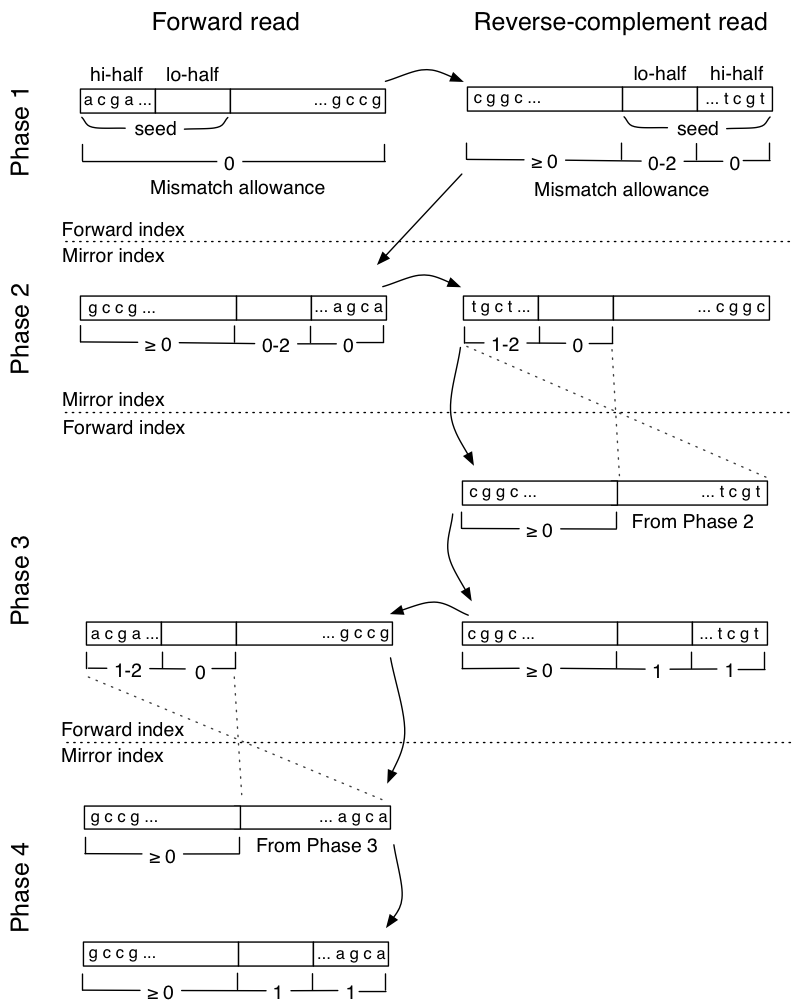 Forward read Reverse-complement read
Phase 1
hi-half lo-half lo-half hi-half
a c g a ... ... g c c g c g g c ... ... t c g t
seed seed
0 ≥ 0 0-2 0
Mismatch allowance Mismatch allowance
Forward index
Mirror index
Phase 2
g c c g ... ... a g c a t g c t ... ... c g g c
≥ 0 0-2 0 1-2 0
Mirror index
Forward index
Phase 3
c g g c ... ... t c g t
≥ 0 From Phase 2
a c g a ... ... g c c g c g g c ... ... t c g t
1-2 0 ≥ 0 1 1
Forward index
Mirror index
Phase 4
g c c g ... ... a g c a
≥ 0 From Phase 3
g c c g ... ... a g c a
≥ 0 1 1